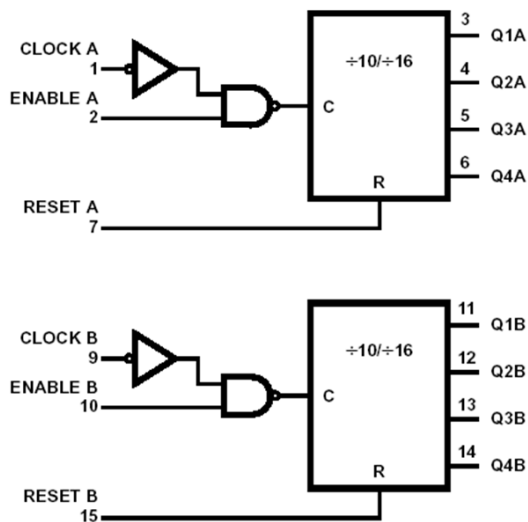 CLOCK A
1
ENABLE A
2
RESET A
7
÷10/÷16
C
R
3
Q1A
4
Q2A
5
Q3A
6
Q4A
CLOCK B
9
ENABLE B
10
RESET B
15
÷10/÷16
C
R
11
Q1B
12
Q2B
13
Q3B
14
Q4B